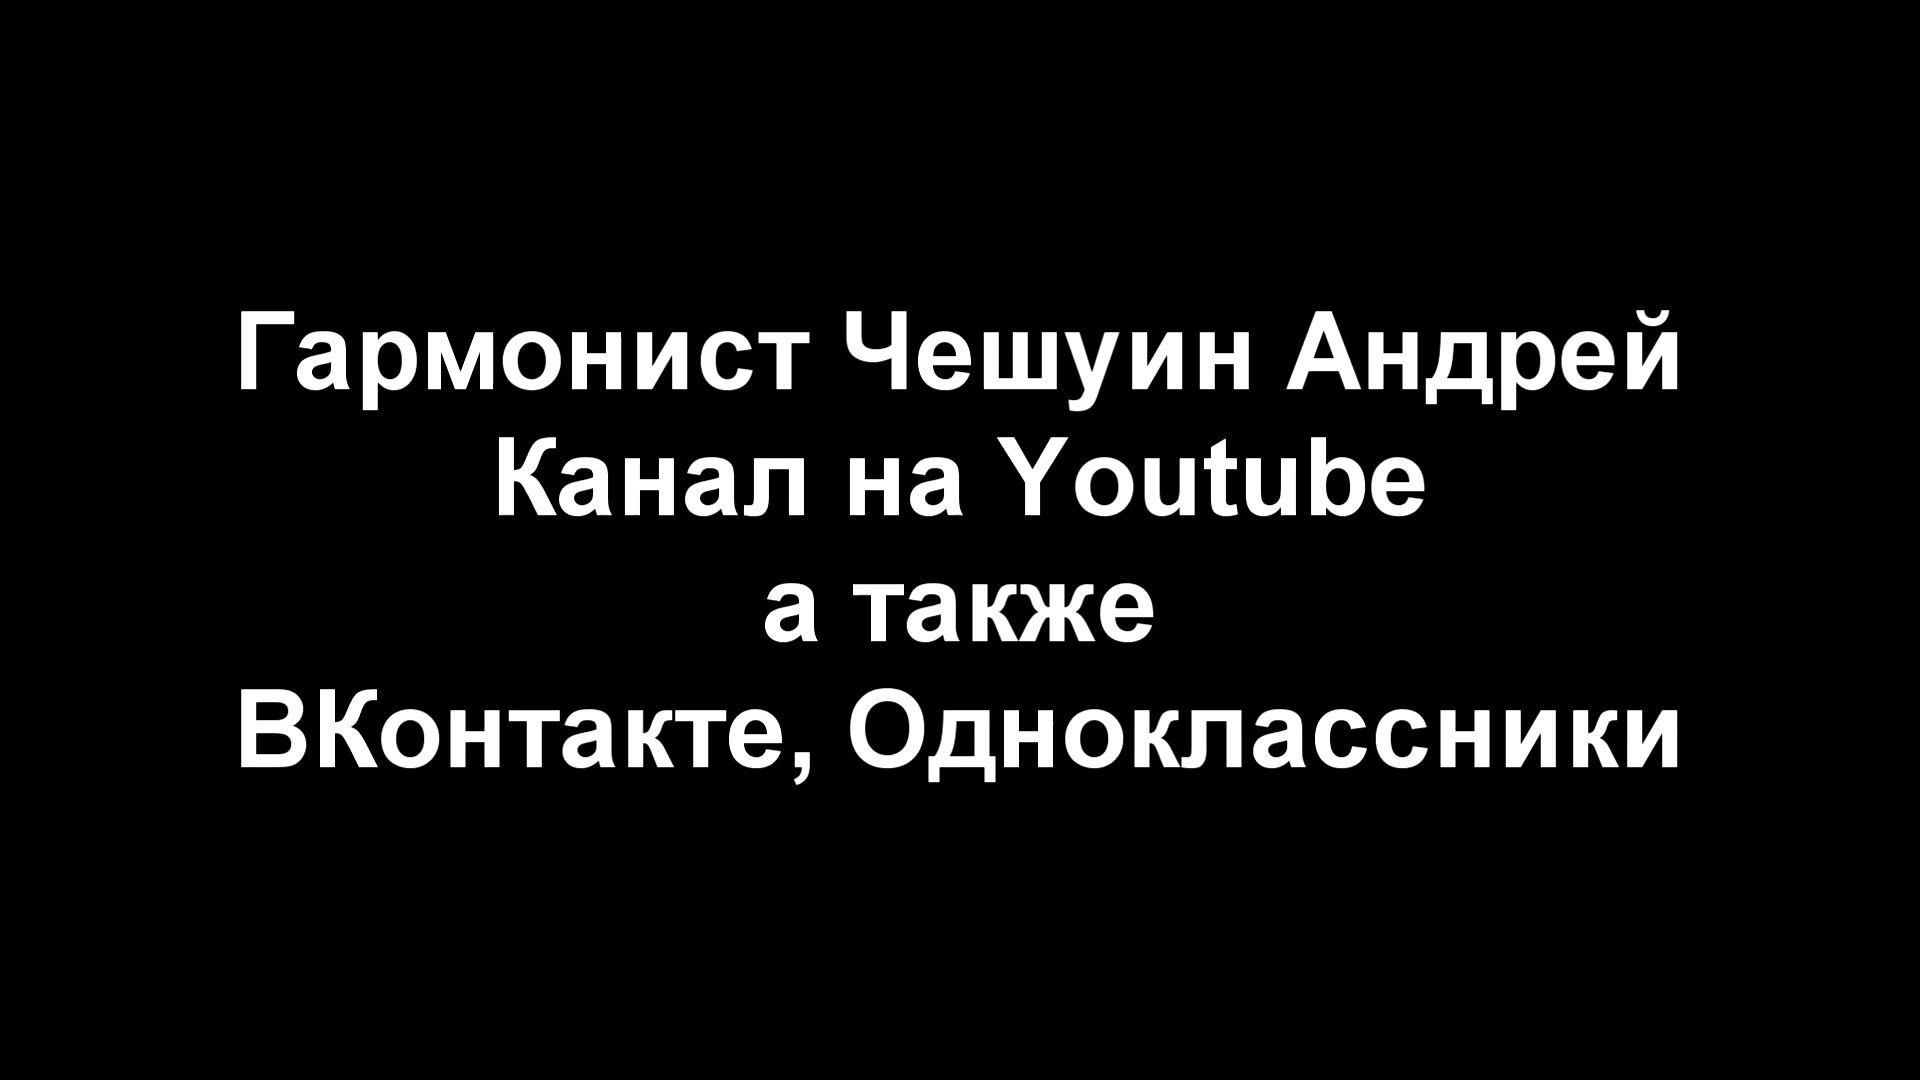 Гармонист Чешуин Андрей
Канал на Youtube
а также
ВКонтакте, Одноклассники